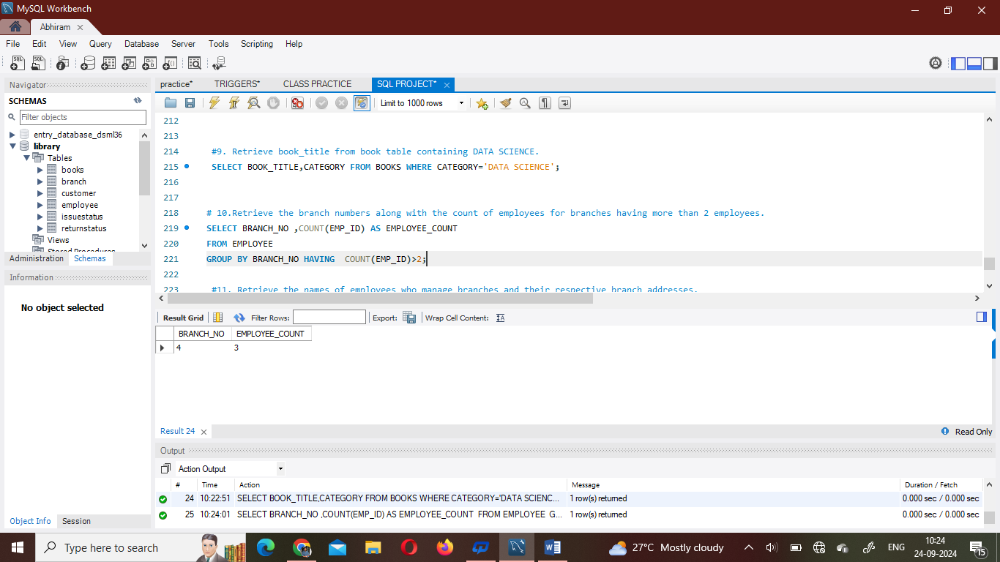 MySQL Workbench
Abhiram
File Edit View Query Database Server Tools Scripting Help
Navigator
SCHEMAS
Filter objects
entry_database_dsml36
library
Tables
books
branch
customer
employee
issuestatus
returnstatus
Views
Stored Procedures
Administration Schemas
Information
No object selected
Object Info Session
practice* TRIGGERS* CLASS PRACTICE SQL PROJECT*
Limit to 1000 rows
212
213
214 #9. Retrieve book_title from book table containing DATA SCIENCE.
215 SELECT BOOK_TITLE,CATEGORY FROM BOOKS WHERE CATEGORY='DATA SCIENCE';
216
217
218 # 10.Retrieve the branch numbers along with the count of employees for branches having more than 2 employees.
219 SELECT BRANCH_NO ,COUNT(EMP_ID) AS EMPLOYEE_COUNT
220 FROM EMPLOYEE
221 GROUP BY BRANCH_NO HAVING  COUNT(EMP_ID)>2;
222
223 #11. Retrieve the names of employees who manage branches and their respective branch addresses.
Result Grid Filter Rows: Export: Wrap Cell Content:
BRANCH_NO EMPLOYEE_COUNT
4 3
Result 24 Read Only
Output
Action Output
# Time Action Message Duration / Fetch
24 10:22:51 SELECT BOOK_TITLE,CATEGORY FROM BOOKS WHERE CATEGORY='DATA SCIENC... 1 row(s) returned 0.000 sec / 0.000 sec
25 10:24:01 SELECT BRANCH_NO ,COUNT(EMP_ID) AS EMPLOYEE_COUNT  FROM EMPLOYEE  G... 1 row(s) returned 0.000 sec / 0.000 sec
Type here to search
27°C Mostly cloudy
ENG
10:24
24-09-2024
15